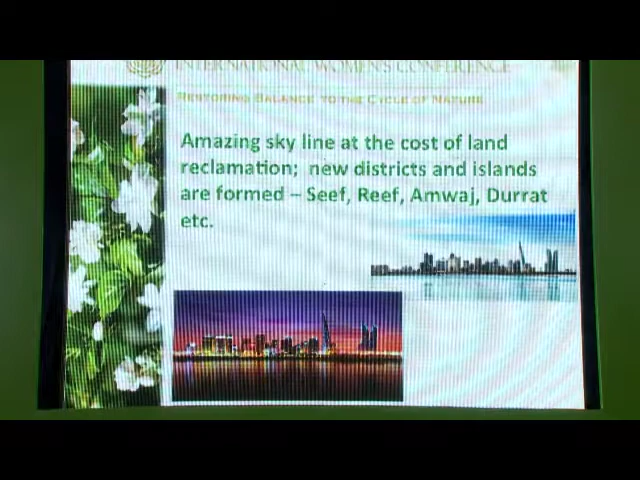 INTERNATIONAL WOMEN'S CONFERENCE
RESTORING BALANCE TO THE CYCLE OF NATURE
Amazing sky line at the cost of land
reclamation; new districts and islands
are formed – Seef, Reef, Amwaj, Durrat
etc.